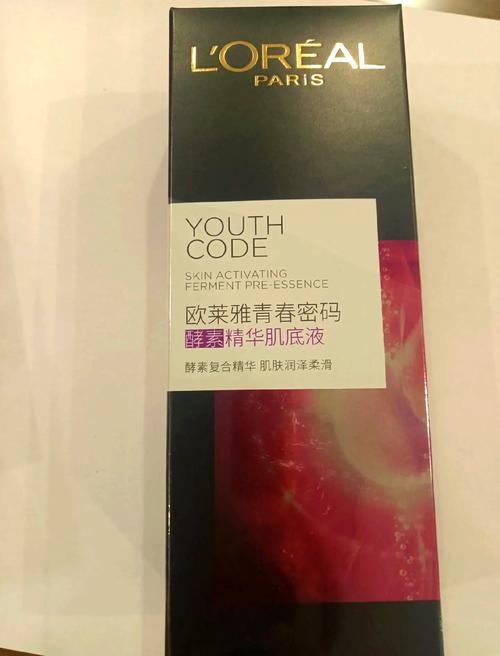 L'ORÉAL
PARiS
YOUTH
CODE
SKIN ACTIVATING
FERMENT PRE-ESSENCE
欧莱雅青春密码
酵素精华肌底液
酵素复合精华 肌肤润泽柔滑